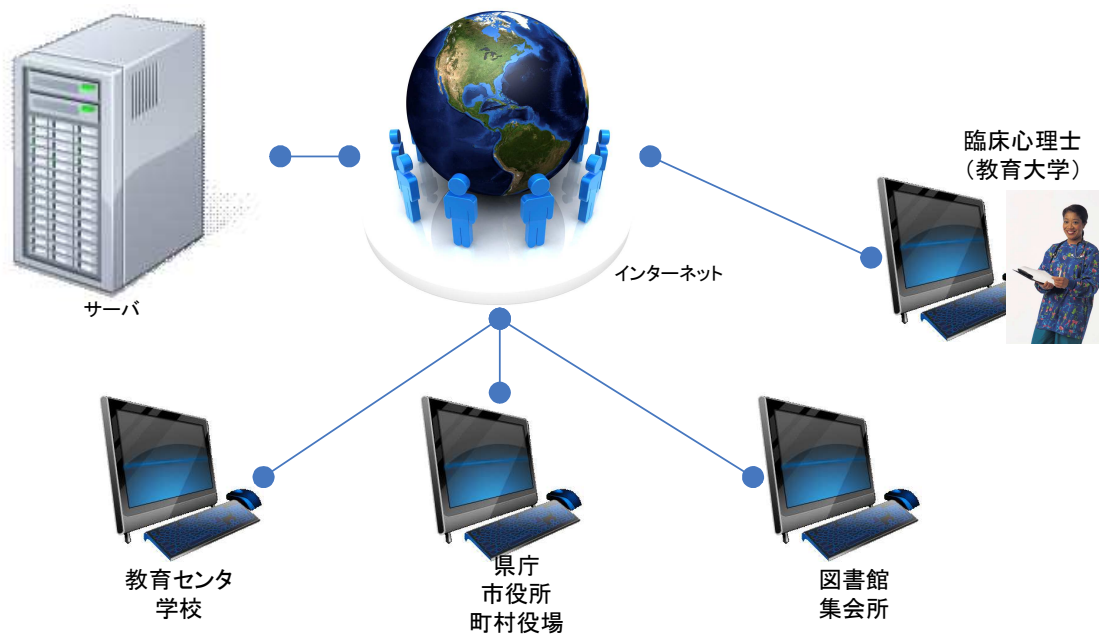 臨床心理士
（教育大学）
インターネット
サーバ
教育センタ
学校
県庁
市役所
町村役場
図書館
集会所